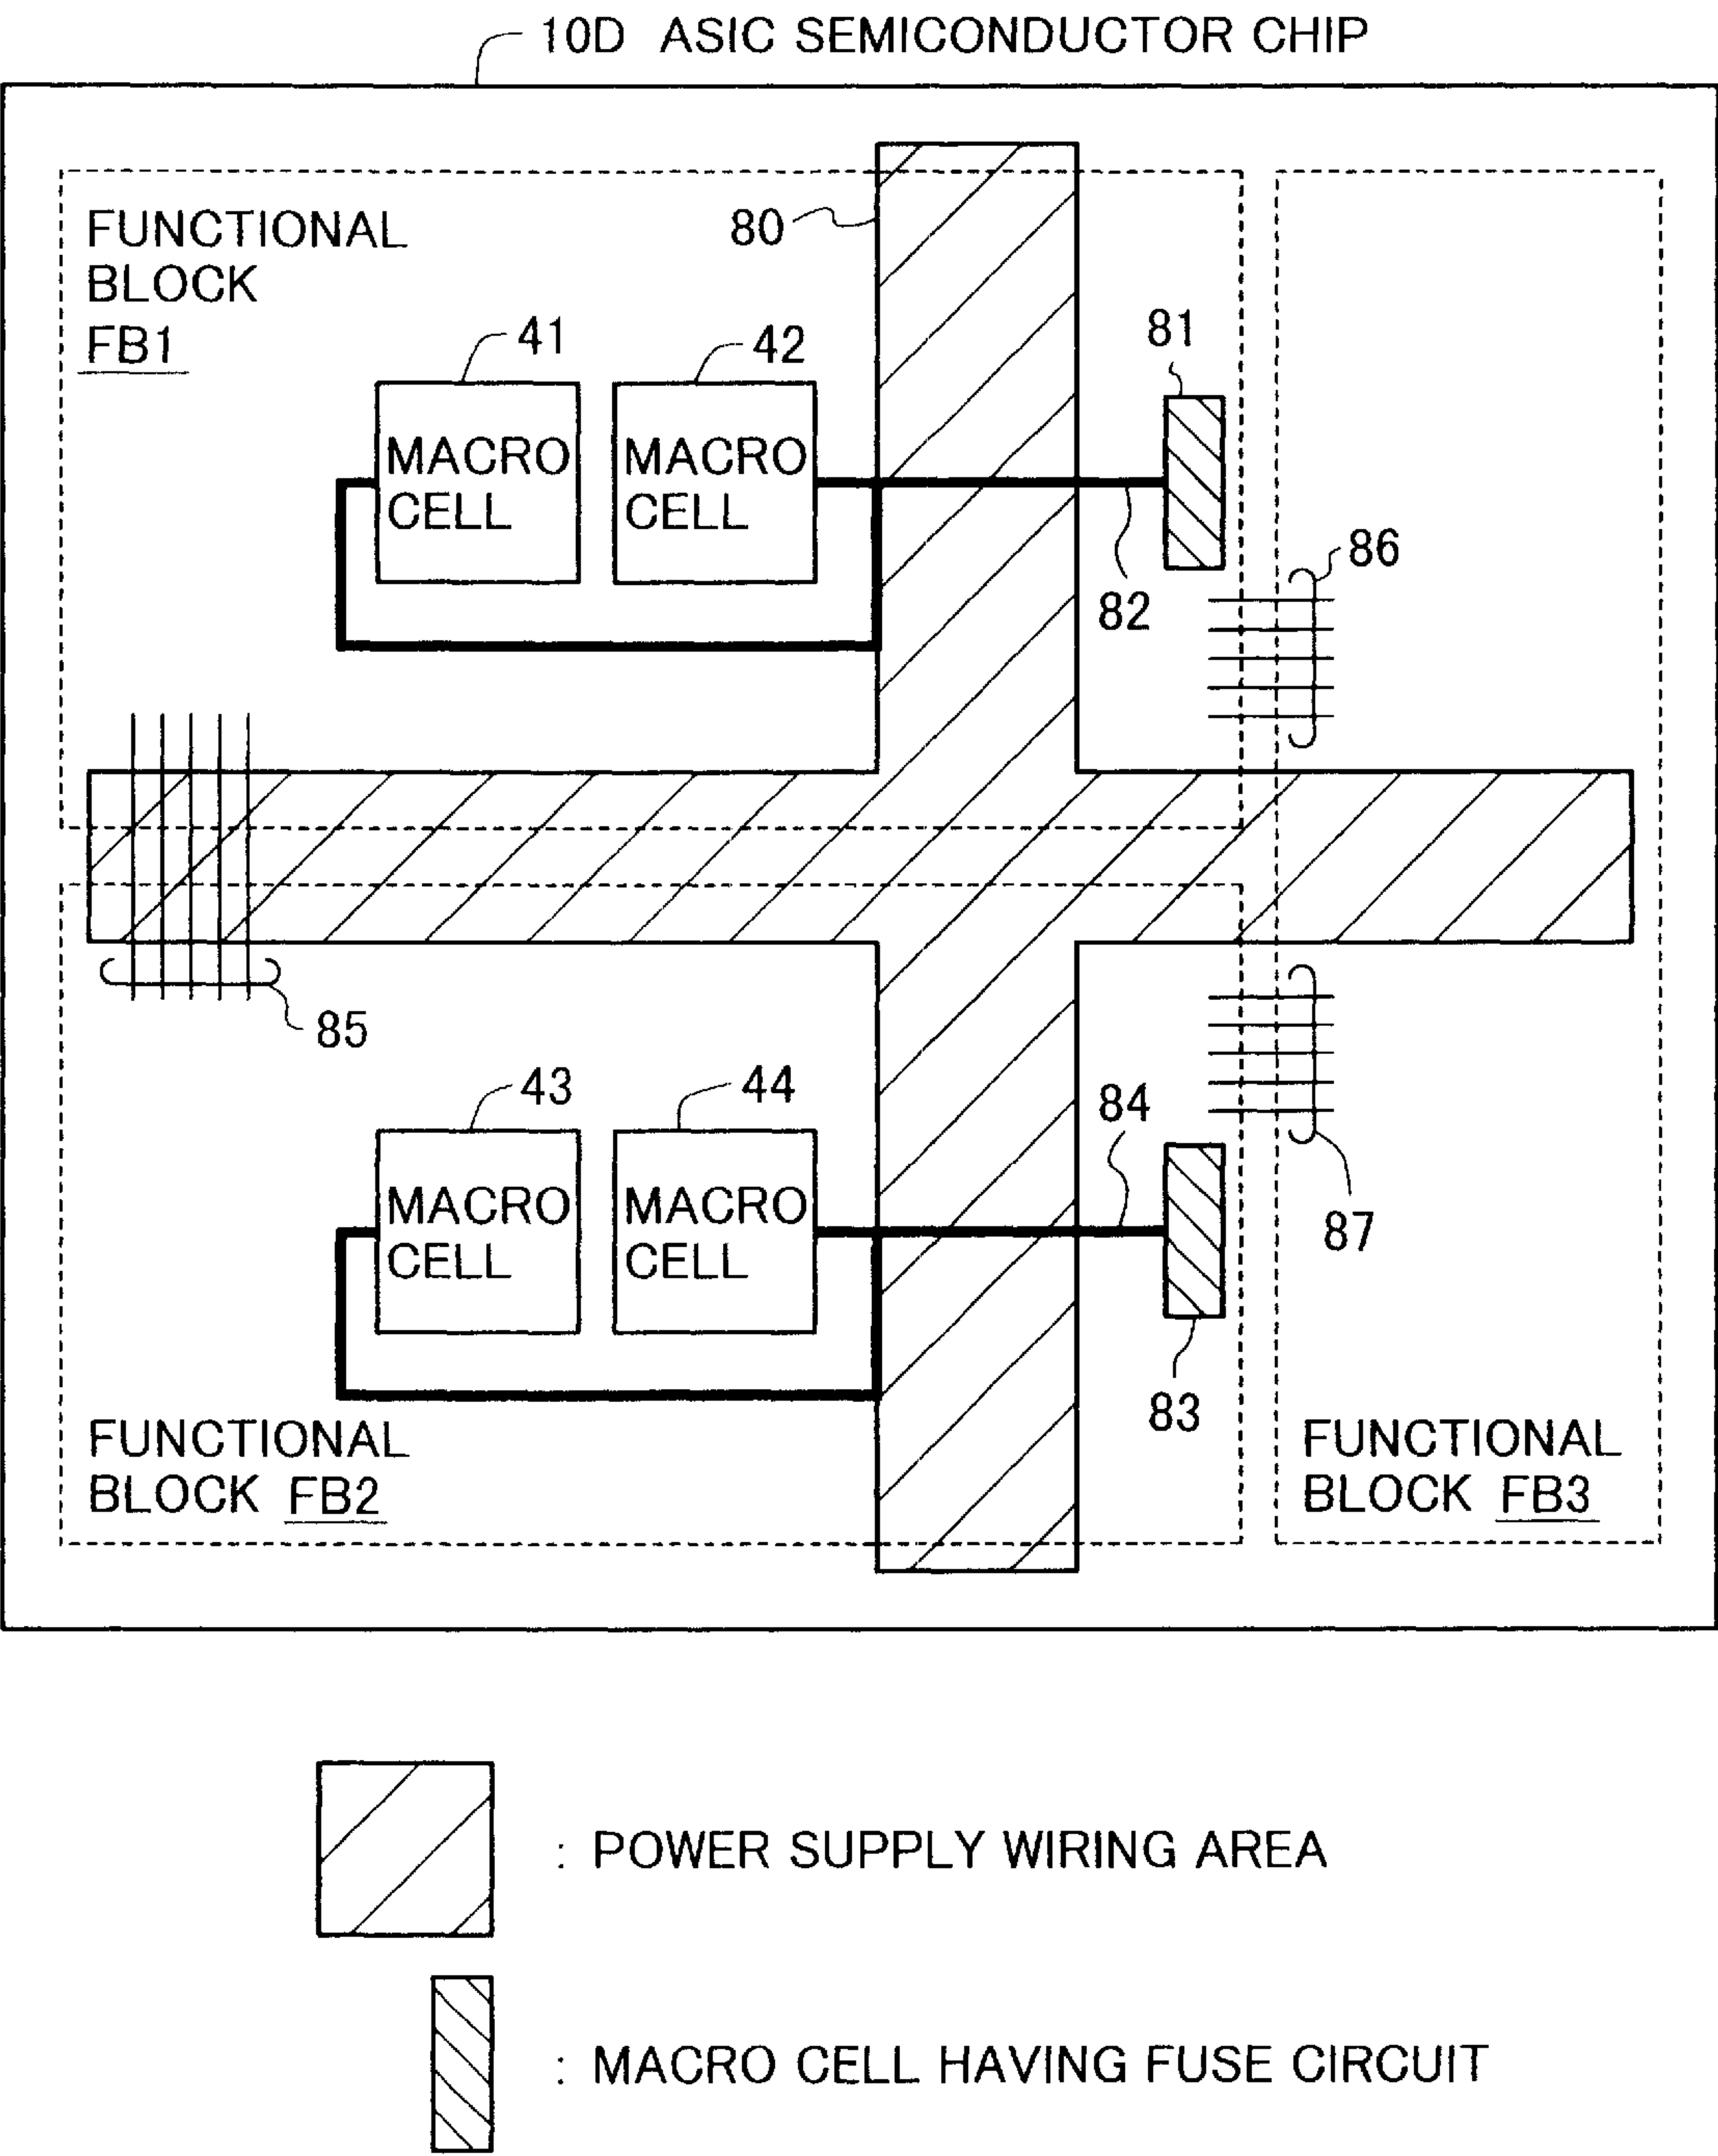 10D ASIC SEMICONDUCTOR CHIP
FUNCTIONAL
BLOCK
FB1
80
41
42
81
MACRO
CELL
MACRO
CELL
86
82
85
43
44
84
MACRO
CELL
MACRO
CELL
87
83
FUNCTIONAL
BLOCK FB2
FUNCTIONAL
BLOCK FB3
: POWER SUPPLY WIRING AREA
: MACRO CELL HAVING FUSE CIRCUIT